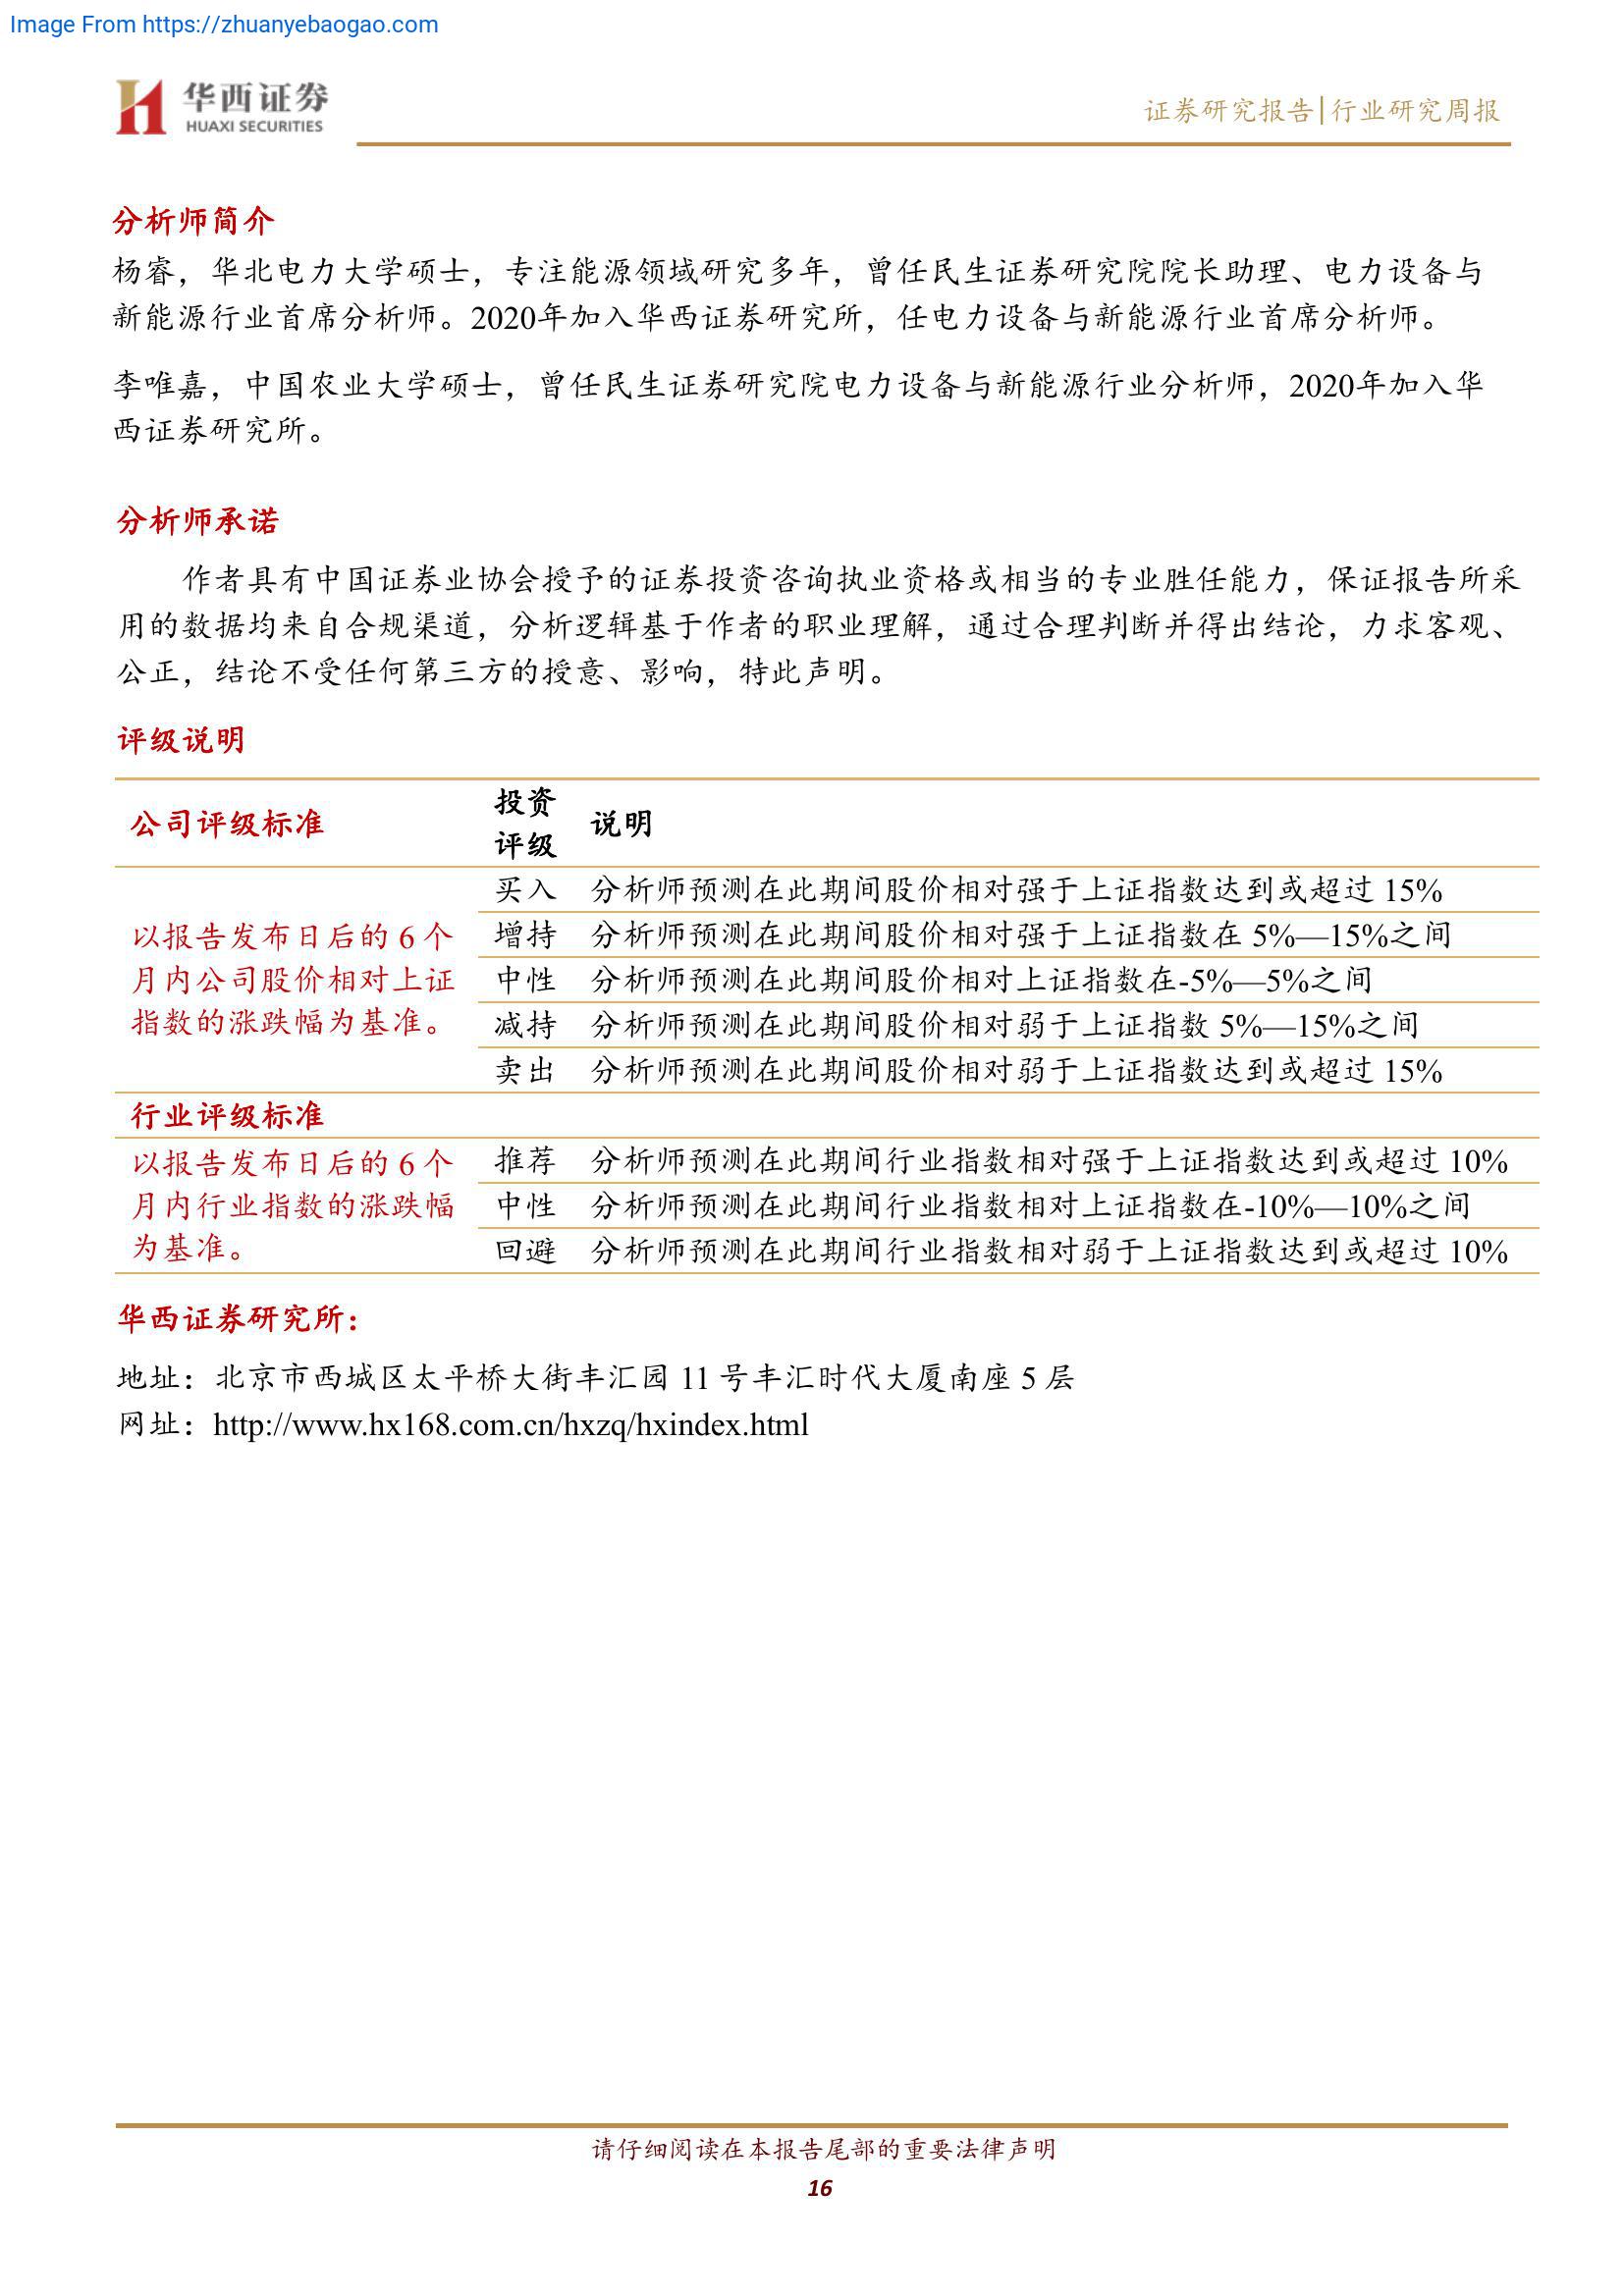 Image From https://zhuanyebaogao.com
华西证券
HUAXI SECURITIES
证券研究报告|行业研究周报
分析师简介
杨睿，华北电力大学硕士，专注能源领域研究多年，曾任民生证券研究院院长助理、电力设备与
新能源行业首席分析师。2020年加入华西证券研究所，任电力设备与新能源行业首席分析师。
李唯嘉，中国农业大学硕士，曾任民生证券研究院电力设备与新能源行业分析师，2020年加入华
西证券研究所。
分析师承诺
作者具有中国证券业协会授予的证券投资咨询执业资格或相当的专业胜任能力，保证报告所采
用的数据均来自合规渠道，分析逻辑基于作者的职业理解，通过合理判断并得出结论，力求客观、
公正，结论不受任何第三方的授意、影响，特此声明。
评级说明
公司评级标准
投资
评级
说明
以报告发布日后的 6 个
月内公司股价相对上证
指数的涨跌幅为基准。
买入 分析师预测在此期间股价相对强于上证指数达到或超过 15%
增持 分析师预测在此期间股价相对强于上证指数在 5%—15%之间
中性 分析师预测在此期间股价相对上证指数在-5%—5%之间
减持 分析师预测在此期间股价相对弱于上证指数 5%—15%之间
卖出 分析师预测在此期间股价相对弱于上证指数达到或超过 15%
行业评级标准
以报告发布日后的 6 个
月内行业指数的涨跌幅
为基准。
推荐 分析师预测在此期间行业指数相对强于上证指数达到或超过 10%
中性 分析师预测在此期间行业指数相对上证指数在-10%—10%之间
回避 分析师预测在此期间行业指数相对弱于上证指数达到或超过 10%
华西证券研究所：
地址：北京市西城区太平桥大街丰汇园 11 号丰汇时代大厦南座 5 层
网址：http://www.hx168.com.cn/hxzq/hxindex.html
请仔细阅读在本报告尾部的重要法律声明
16